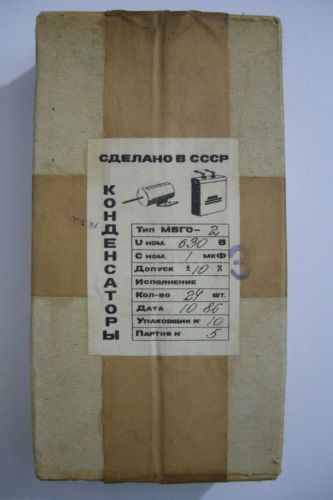 СДЕЛАНО В СССР
КОНДЕНСАТОРЫ
Тип МБГО-2
U ном. 630 В
С ном. 1 мкФ
Допуск ± 10 %
Исполнение
Кол-во 24 шт.
Дата 10 86
Упаковщик № 10
Партия № 5
3